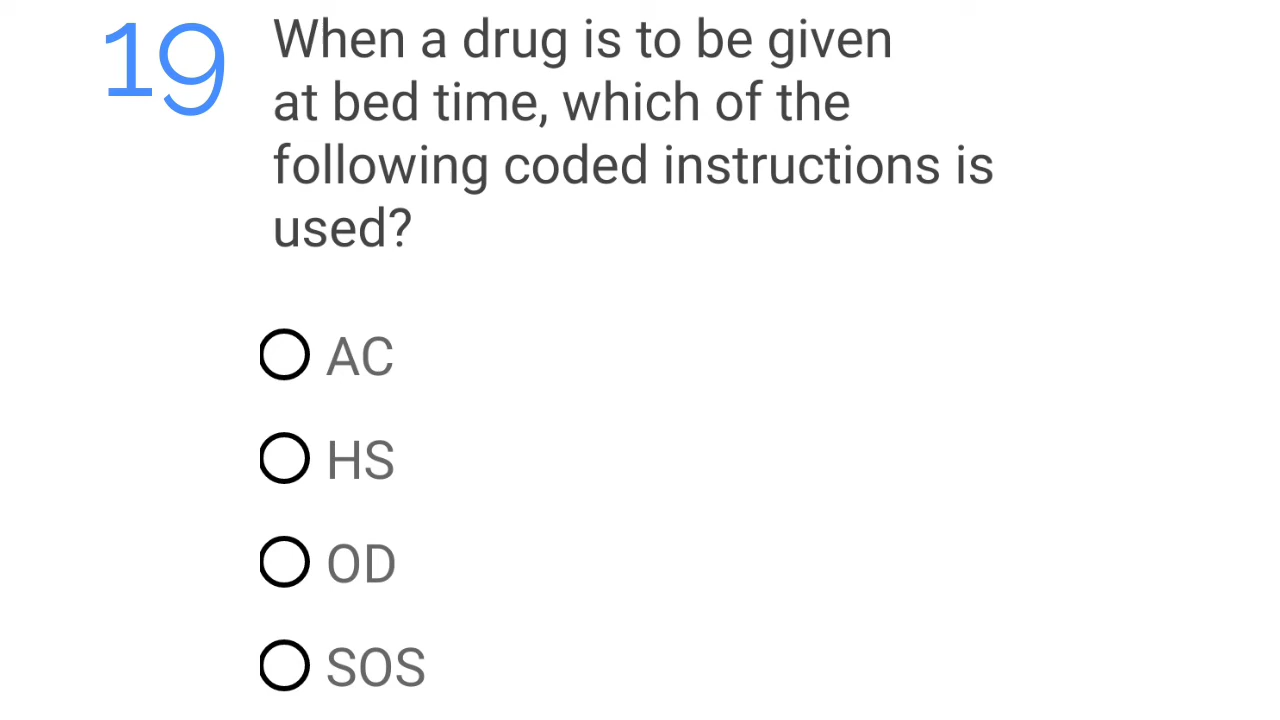 19
When a drug is to be given
at bed time, which of the
following coded instructions is
used?
AC
HS
OD
SOS